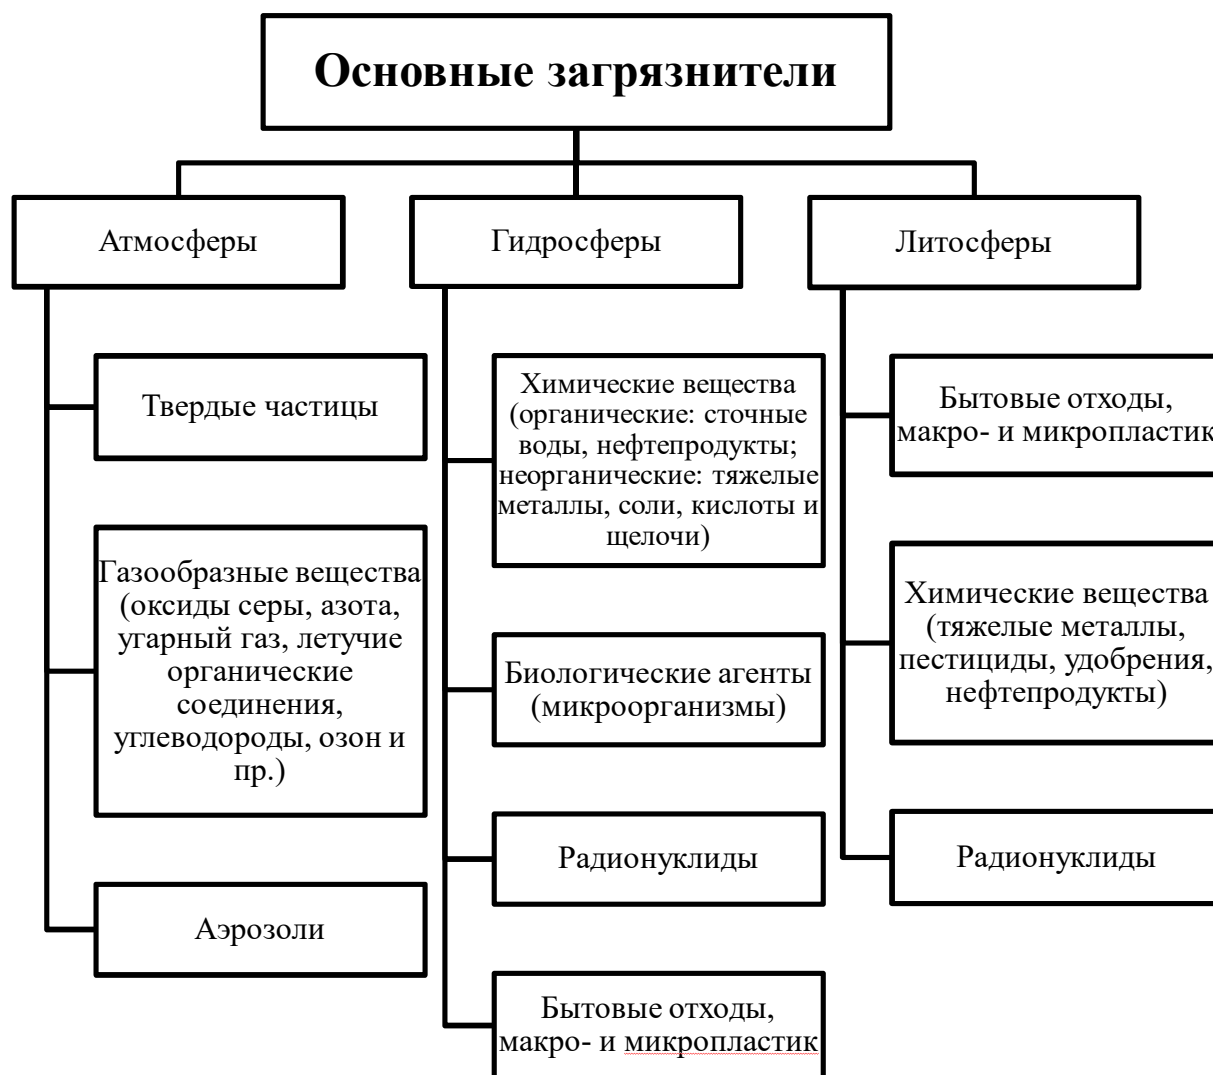 Основные загрязнители
Атмосферы
Гидросферы
Литосферы
Твердые частицы
Газообразные вещества
(оксиды серы, азота,
угарный газ, летучие
органические
соединения,
углеводороды, озон и
пр.)
Аэрозоли
Химические вещества
(органические: сточные
воды, нефтепродукты;
неорганические: тяжелые
металлы, соли, кислоты и
щелочи)
Биологические агенты
(микроорганизмы)
Радионуклиды
Бытовые отходы,
макро- и микропластик
Бытовые отходы,
макро- и микропластик
Химические вещества
(тяжелые металлы,
пестициды, удобрения,
нефтепродукты)
Радионуклиды